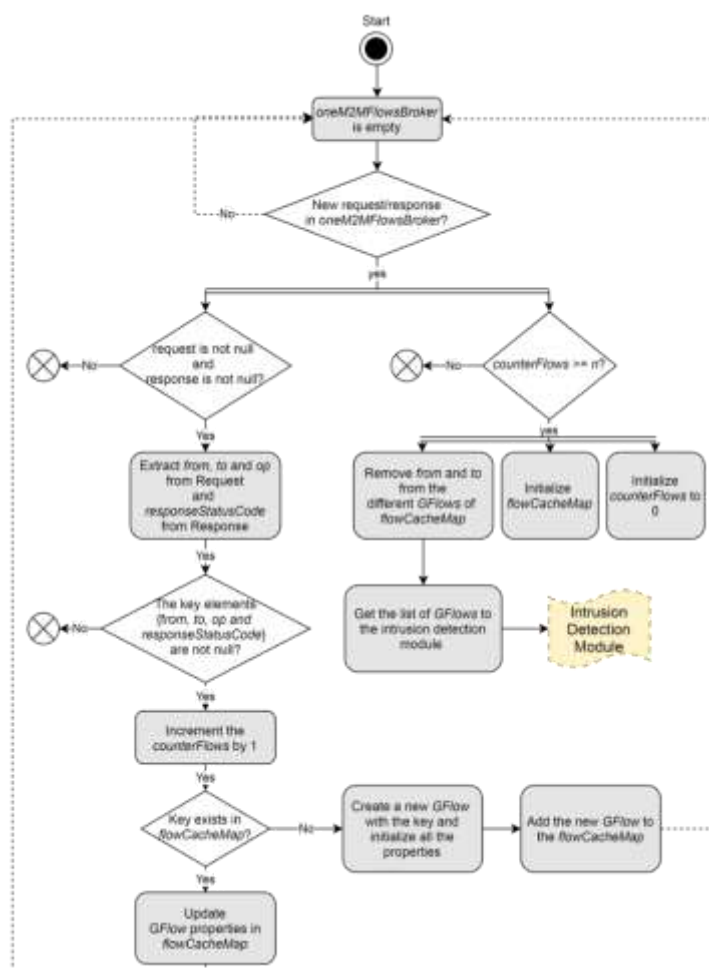 Start
oneM2MFlowsBroker
is empty
New request/response
in oneM2MFlowsBroker?
No
yes
request is not null
and
response is not null?
No
counterFlows >= n?
No
Yes
yes
Extract from, to and op
from Request
and
responseStatusCode
from Response
Remove from and to
from the
different GFlows of
flowCacheMap
Initialize
flowCacheMap
Initialize
counterFlows to
0
Yes
The key elements
(from, to, op and
responseStatusCode)
are not null?
No
Get the list of GFlows to
the intrusion detection
module
Intrusion
Detection
Module
Yes
Increment the
counterFlows by 1
Yes
Key exists in
flowCacheMap?
No
Create a new GFlow
with the key and
initialize all the
properties
Add the new GFlow to
the flowCacheMap
Yes
Update
GFlow properties in
flowCacheMap